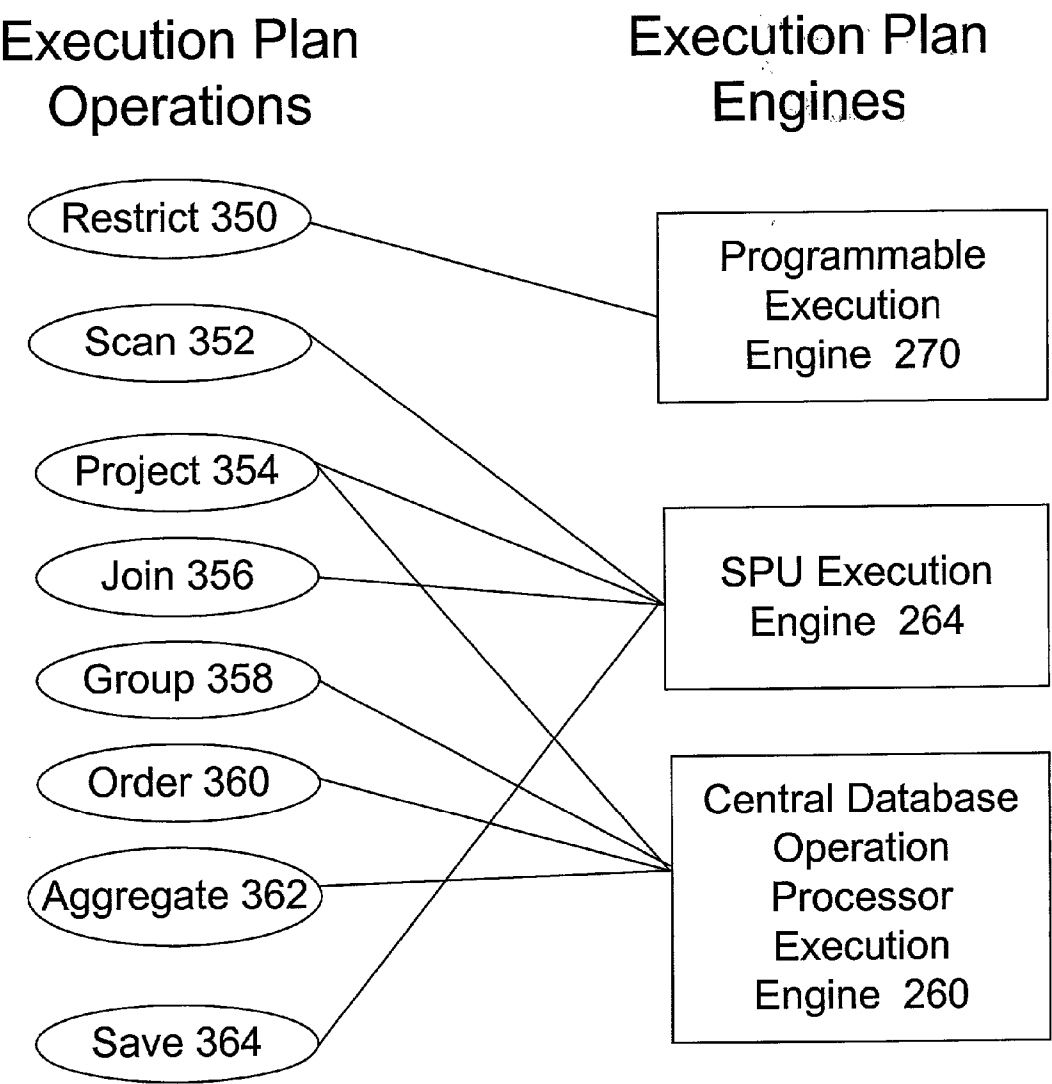 Execution Plan
Operations
Execution Plan
Engines
Restrict 350
Scan 352
Project 354
Join 356
Group 358
Order 360
Aggregate 362
Save 364
Programmable
Execution
Engine 270
SPU Execution
Engine 264
Central Database
Operation
Processor
Execution
Engine 260